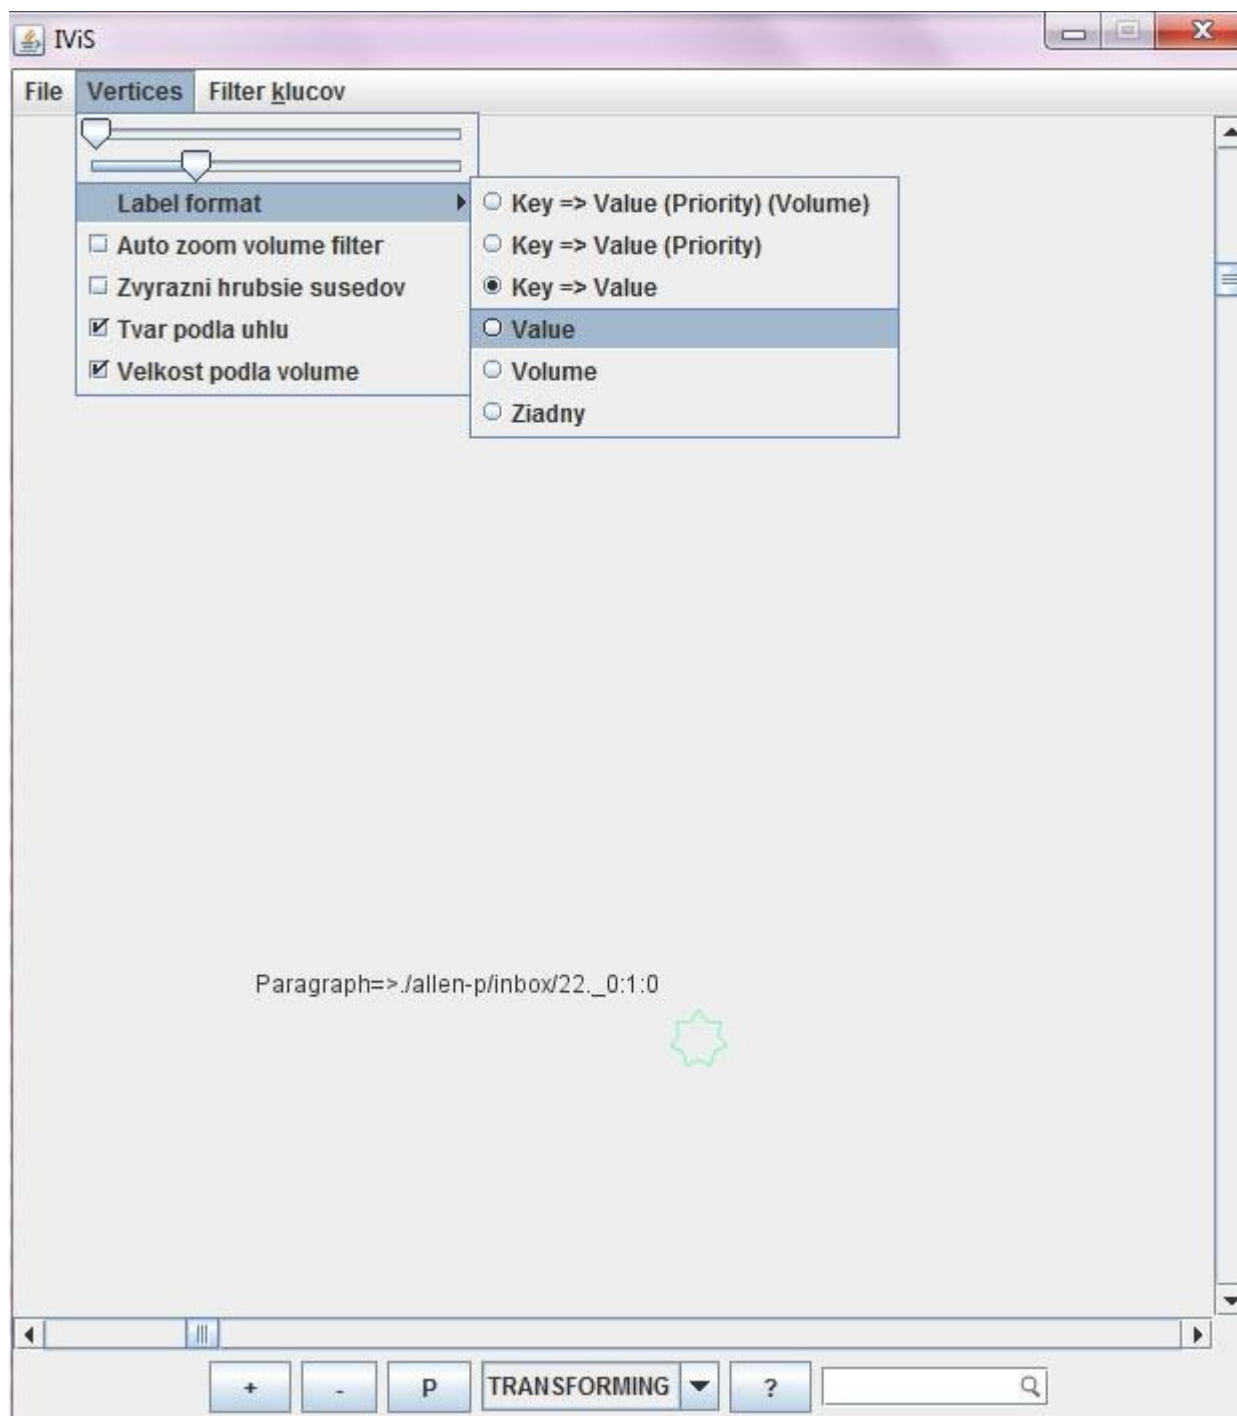 IViS
File Vertices Filter klucov
Label format
Auto zoom volume filter
Zvyrazni hrubsie susedov
Tvar podla uhlu
Velkost podla volume
Key => Value (Priority) (Volume)
Key => Value (Priority)
Key => Value
Value
Volume
Ziadny
Paragraph=>./allen-p/inbox/22._0:1:0
+ - P TRANSFORMING ?